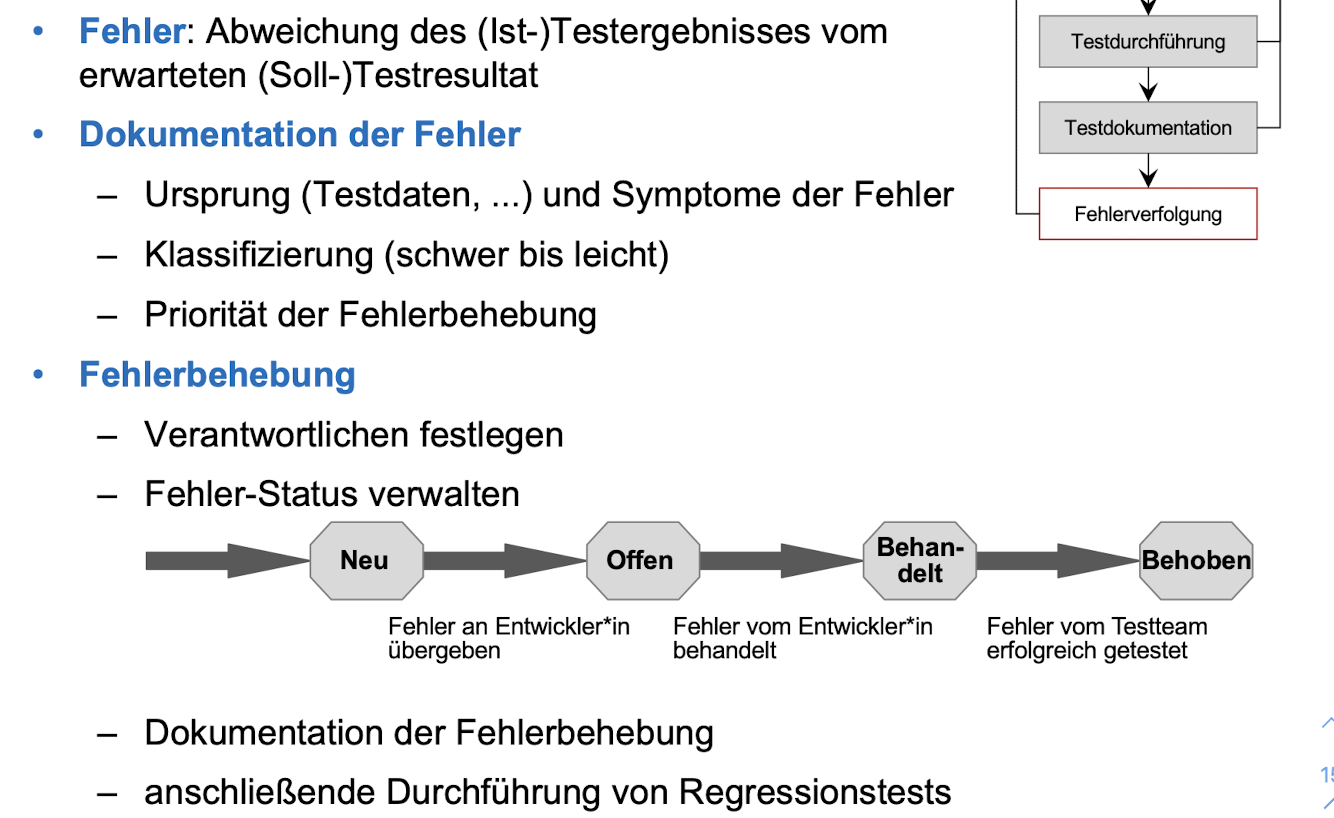 • Fehler: Abweichung des (Ist-)Testergebnisses vom
erwarteten (Soll-)Testresultat
• Dokumentation der Fehler
– Ursprung (Testdaten, ...) und Symptome der Fehler
– Klassifizierung (schwer bis leicht)
– Priorität der Fehlerbehebung
• Fehlerbehebung
– Verantwortlichen festlegen
– Fehler-Status verwalten
Testdurchführung
Testdokumentation
Fehlerverfolgung
Neu
Offen
Behan-
delt
Behoben
Fehler an Entwickler*in
übergeben
Fehler vom Entwickler*in
behandelt
Fehler vom Testteam
erfolgreich getestet
– Dokumentation der Fehlerbehebung
– anschließende Durchführung von Regressionstests